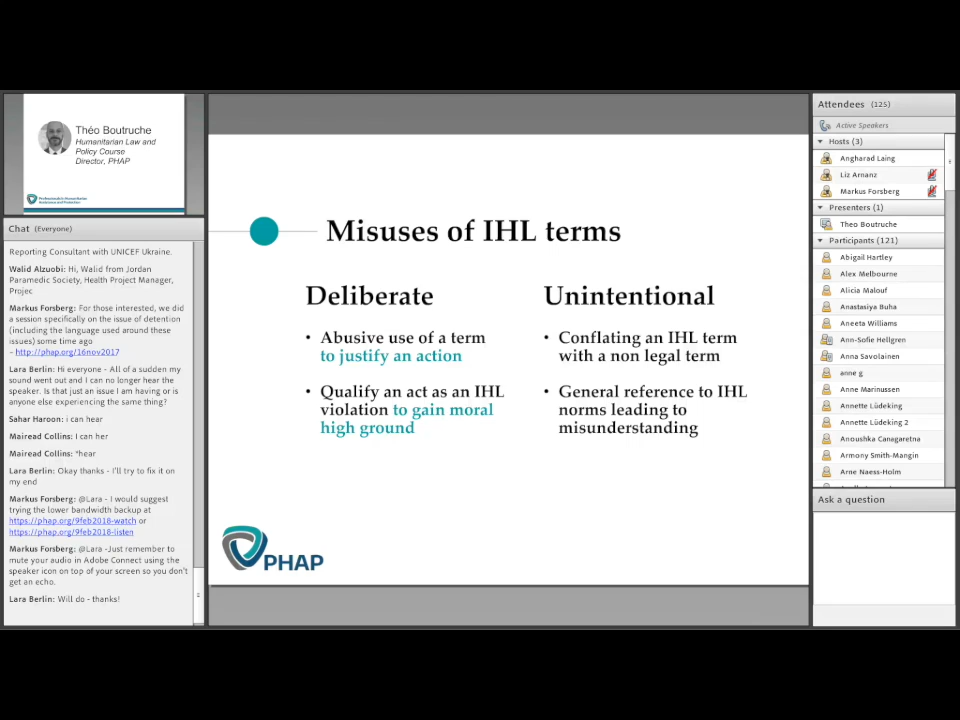 Théo Boutruche
Humanitarian Law and
Policy Course
Director, PHAP
Chat (Everyone)
Reporting Consultant with UNICEF Ukraine.
Walid Alzuobi: Hi, Walid from Jordan
Paramedic Society, Health Project Manager,
Projec
Markus Forsberg: For those interested, we did
a session specifically on the issue of detention
(including the language used around these
issues) some time ago
- http://phap.org/16nov2017
Lara Berlin: Hi everyone - All of a sudden my
sound went out and I can no longer hear the
speaker. Is that just an issue I am having or is
anyone else experiencing the same thing?
Sahar Haroon: i can hear
Mairead Collins: I can her
Mairead Collins: *hear
Lara Berlin: Okay thanks - I'll try to fix it on
my end
Markus Forsberg: @Lara - I would suggest
trying the lower bandwidth backup at
https://phap.org/9feb2018-watch or
https://phap.org/9feb2018-listen
Markus Forsberg: @Lara -Just remember to
mute your audio in Adobe Connect using the
speaker icon on top of your screen so you don't
get an echo.
Lara Berlin: Will do - thanks!
Misuses of IHL terms
Deliberate
• Abusive use of a term
to justify an action
• Qualify an act as an IHL
violation to gain moral
high ground
Unintentional
• Conflating an IHL term
with a non legal term
• General reference to IHL
norms leading to
misunderstanding
PHAP
Attendees (125)
Active Speakers
Hosts (3)
Angharad Laing
Liz Arnanz
Markus Forsberg
Presenters (1)
Theo Boutruche
Participants (121)
Abigail Hartley
Alex Melbourne
Alicia Malouf
Anastasiya Buha
Aneeta Williams
Ann-Sofie Hellgren
Anna Savolainen
anne g
Anne Marinussen
Annette Lüdeking
Annette Lüdeking 2
Anoushka Canagaretna
Armony Smith-Mangin
Arne Naess-Holm
Ask a question